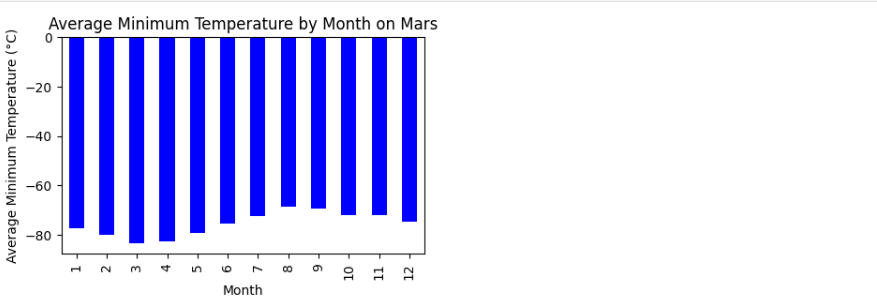 Average Minimum Temperature by Month on Mars
Average Minimum Temperature (°C)
0
−20
−40
−60
−80
1 2 3 4 5 6 7 8 9 10 11 12
Month